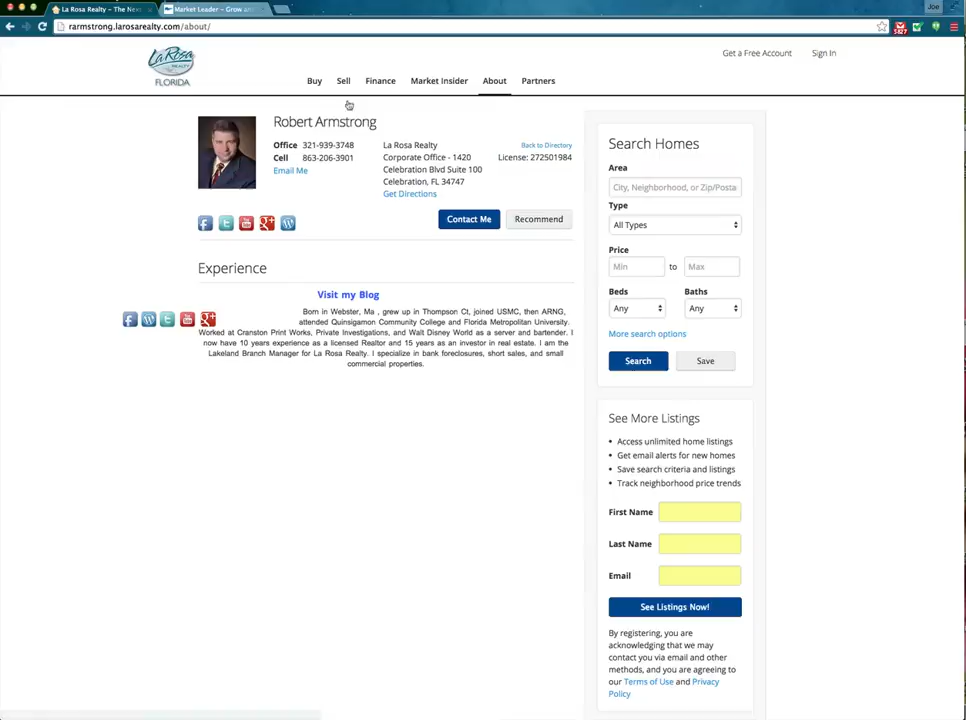 La Rosa Realty – The Nex
Market Leader – Grow an
Joe
rarmstrong.larosarealty.com/about/
5427
LaRosa
REALTY
FLORIDA
Get a Free Account Sign In
Buy Sell Finance Market Insider About Partners
Robert Armstrong
Office 321-939-3748
Cell 863-206-3901
Email Me
La Rosa Realty
Corporate Office - 1420
Celebration Blvd Suite 100
Celebration, FL 34747
Get Directions
Back to Directory
License: 272501984
Contact Me Recommend
Experience
Visit my Blog
Born in Webster, Ma , grew up in Thompson Ct, joined USMC, then ARNG,
attended Quinsigamon Community College and Florida Metropolitan University.
Worked at Cranston Print Works, Private Investigations, and Walt Disney World as a server and bartender. I
now have 10 years experience as a licensed Realtor and 15 years as an investor in real estate. I am the
Lakeland Branch Manager for La Rosa Realty. I specialize in bank foreclosures, short sales, and small
commercial properties.
Search Homes
Area
City, Neighborhood, or Zip/Posta
Type
All Types
Price
Min to Max
Beds Baths
Any Any
More search options
Search Save
See More Listings
• Access unlimited home listings
• Get email alerts for new homes
• Save search criteria and listings
• Track neighborhood price trends
First Name
Last Name
Email
See Listings Now!
By registering, you are
acknowledging that we may
contact you via email and other
methods, and you are agreeing to
our Terms of Use and Privacy
Policy